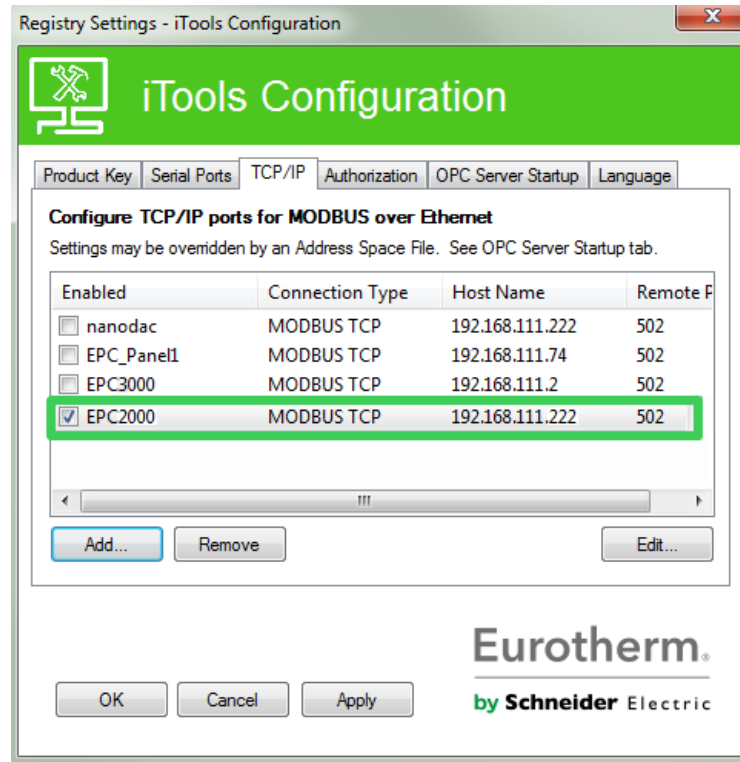 Registry Settings - iTools Configuration
x
iTools Configuration
Product Key Serial Ports TCP/IP Authorization OPC Server Startup Language
Configure TCP/IP ports for MODBUS over Ethernet
Settings may be overridden by an Address Space File. See OPC Server Startup tab.
Enabled Connection Type Host Name Remote P
nanodac MODBUS TCP 192.168.111.222 502
EPC_Panel1 MODBUS TCP 192.168.111.74 502
EPC3000 MODBUS TCP 192.168.111.2 502
EPC2000 MODBUS TCP 192.168.111.222 502
Add... Remove Edit...
Eurotherm.
OK Cancel Apply by Schneider Electric